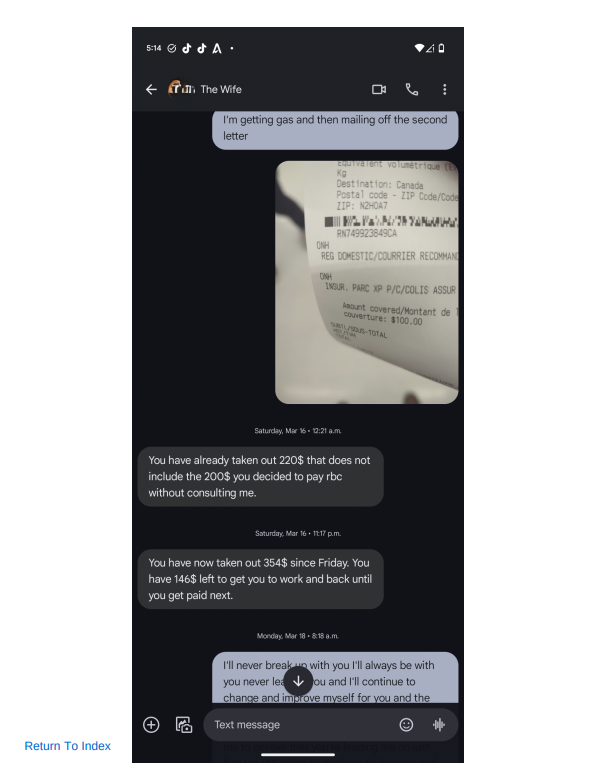 5:14
The Wife
I'm getting gas and then mailing off the second
letter
Equivalent volumétrique
Kg
Destination: Canada
Postal code - ZIP Code/Code
ZIP: N2H0A7
RN749923849CA
ONH
REG DOMESTIC/COURRIER RECOMMAND
ONH
INSUR. PARC XP P/C/COLIS ASSUR
Amount covered/Montant de
couverture: $100.00
SUBTL/SOUS-TOTAL
Saturday, Mar 16 • 12:21 a.m.
You have already taken out 220$ that does not
include the 200$ you decided to pay rbc
without consulting me.
Saturday, Mar 16 • 11:17 p.m.
You have now taken out 354$ since Friday. You
have 146$ left to get you to work and back until
you get paid next.
Monday, Mar 18 • 8:18 a.m.
I'll never break up with you I'll always be with
you never you and I'll continue to
change and improve myself for you and the
Text message
Return To Index